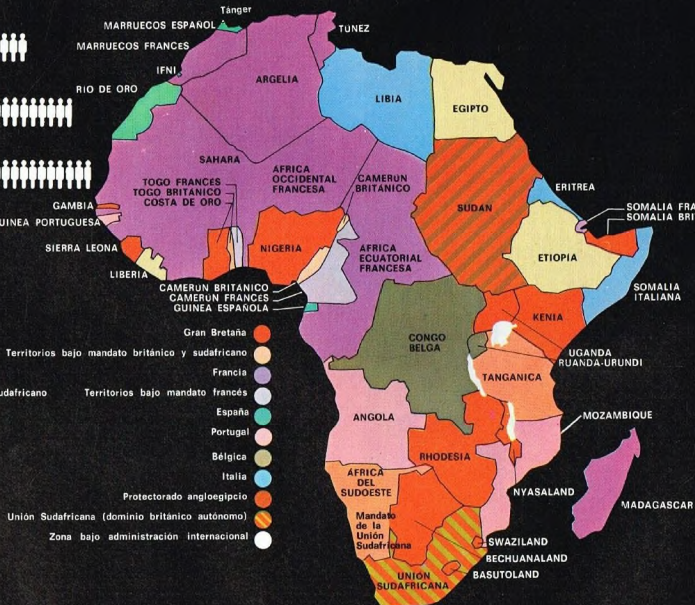 Tánger
MARRUECOS ESPAÑOL
TÚNEZ
MARRUECOS FRANCES
IFNI
ARGELIA
RIO DE ORO
LIBIA
EGIPTO
SAHARA
AFRICA
OCCIDENTAL
FRANCESA
CAMERUN
BRITÁNICO
TOGO FRANCES
TOGO BRITÁNICO
COSTA DE ORO
ERITREA
GAMBIA
SUDAN
SOMALIA FRA
SOMALIA BRI
UINEA PORTUGUESA
SIERRA LEONA
NIGERIA
AFRICA
ECUATORIAL
FRANCESA
ETIOPIA
LIBERIA
CAMERUN BRITANICO
CAMERUN FRANCES
GUINEA ESPAÑOLA
SOMALIA
ITALIANA
KENIA
CONGO
BELGA
UGANDA
RUANDA-URUNDI
TANGANICA
Gran Bretaña
Territorios bajo mandato británico y sudafricano
Francia
udafricano
Territorios bajo mandato francés
España
Portugal
Bélgica
Italia
Protectorado angloegipcio
Unión Sudafricana (dominio británico autónomo)
Zona bajo administración internacional
ANGOLA
MOZAMBIQUE
RHODESIA
ÁFRICA
DEL
SUDOESTE
NYASALAND
MADAGASCAR
Mandato
de la
Unión
Sudafricana
SWAZILAND
BECHUANALAND
BASUTOLAND
UNIÓN
SUDAFRICANA